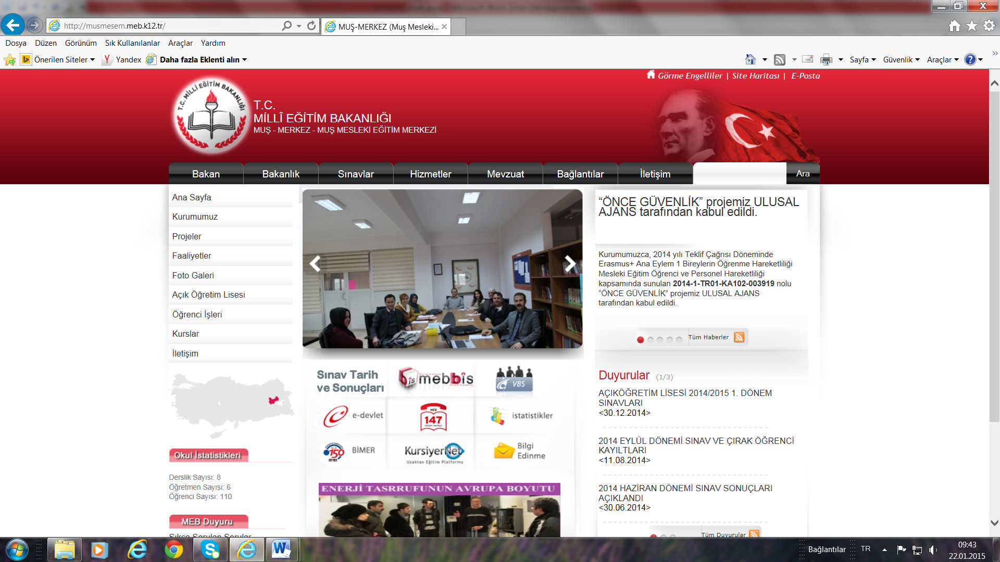 http://musmesem.meb.k12.tr/
MUŞ-MERKEZ (Muş Mesleki...
Dosya Düzen Görünüm Sık Kullanılanlar Araçlar Yardım
Önerilen Siteler Yandex Daha fazla Eklenti alın
Sayfa Güvenlik Araçlar
Görme Engelliler | Site Haritası | E-Posta
T.C. MİLLİ EĞİTİM BAKANLIĞI
T.C.
MİLLÎ EĞİTİM BAKANLIĞI
MUŞ - MERKEZ - MUŞ MESLEKİ EĞİTİM MERKEZİ
Bakan Bakanlık Sınavlar Hizmetler Mevzuat Bağlantılar İletişim Ara
Ana Sayfa
Kurumumuz
Projeler
Faaliyetler
Foto Galeri
Açık Öğretim Lisesi
Öğrenci İşleri
Kurslar
İletişim
Okul İstatistikleri
Derslik Sayısı: 8
Öğretmen Sayısı: 6
Öğrenci Sayısı: 110
MEB Duyuru
Sıkça Sorulan Sorular
Sınav Tarih
ve Sonuçları
mebbis
VBS
e-devlet
MEB
147
istatistikler
150
BİMER
KursiyerNet
Uzaktan Eğitim Platformu
Bilgi
Edinme
ENERJİ TASRRUFUNUN AVRUPA BOYUTU
“ÖNCE GÜVENLİK” projemiz ULUSAL
AJANS tarafından kabul edildi.
Kurumumuzca, 2014 yılı Teklif Çağrısı Döneminde
Erasmus+ Ana Eylem 1 Bireylerin Öğrenme Hareketliliği
Mesleki Eğitim Öğrenci ve Personel Hareketliliği
kapsamında sunulan 2014-1-TR01-KA102-003919 nolu
“ÖNCE GÜVENLİK” projemiz ULUSAL AJANS
tarafından kabul edildi.
Tüm Haberler
Duyurular (1/3)
AÇIKÖĞRETİM LİSESİ 2014/2015 1. DÖNEM
SINAVLARI
<30.12.2014>
2014 EYLÜL DÖNEMİ SINAV VE ÇIRAK ÖĞRENCİ
KAYILTLARI
<11.08.2014>
2014 HAZİRAN DÖNEMİ SINAV SONUÇLARI
AÇIKLANDI
<30.06.2014>
Tüm Duyurular
Bağlantılar TR 09:43
22.01.2015